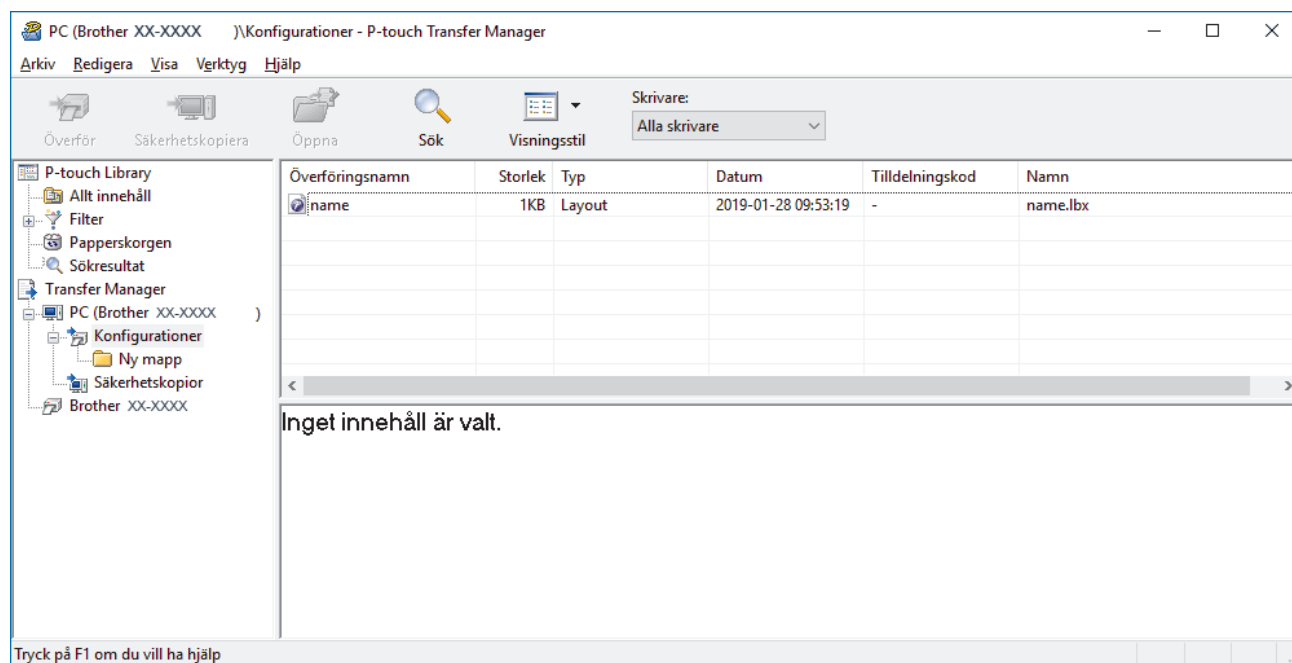 PC (Brother XX-XXXX )\Konfigurationer - P-touch Transfer Manager
Arkiv Redigera Visa Verktyg Hjälp
Överför Säkerhetskopiera Öppna Sök Visningsstil
Skrivare:
Alla skrivare
P-touch Library
Allt innehåll
Filter
Papperskorgen
Sökresultat
Transfer Manager
PC (Brother XX-XXXX )
Konfigurationer
Ny mapp
Säkerhetskopior
Brother XX-XXXX
Överföringsnamn Storlek Typ Datum Tilldelningskod Namn
name 1KB Layout 2019-01-28 09:53:19 - name.lbx
Inget innehåll är valt.
Tryck på F1 om du vill ha hjälp